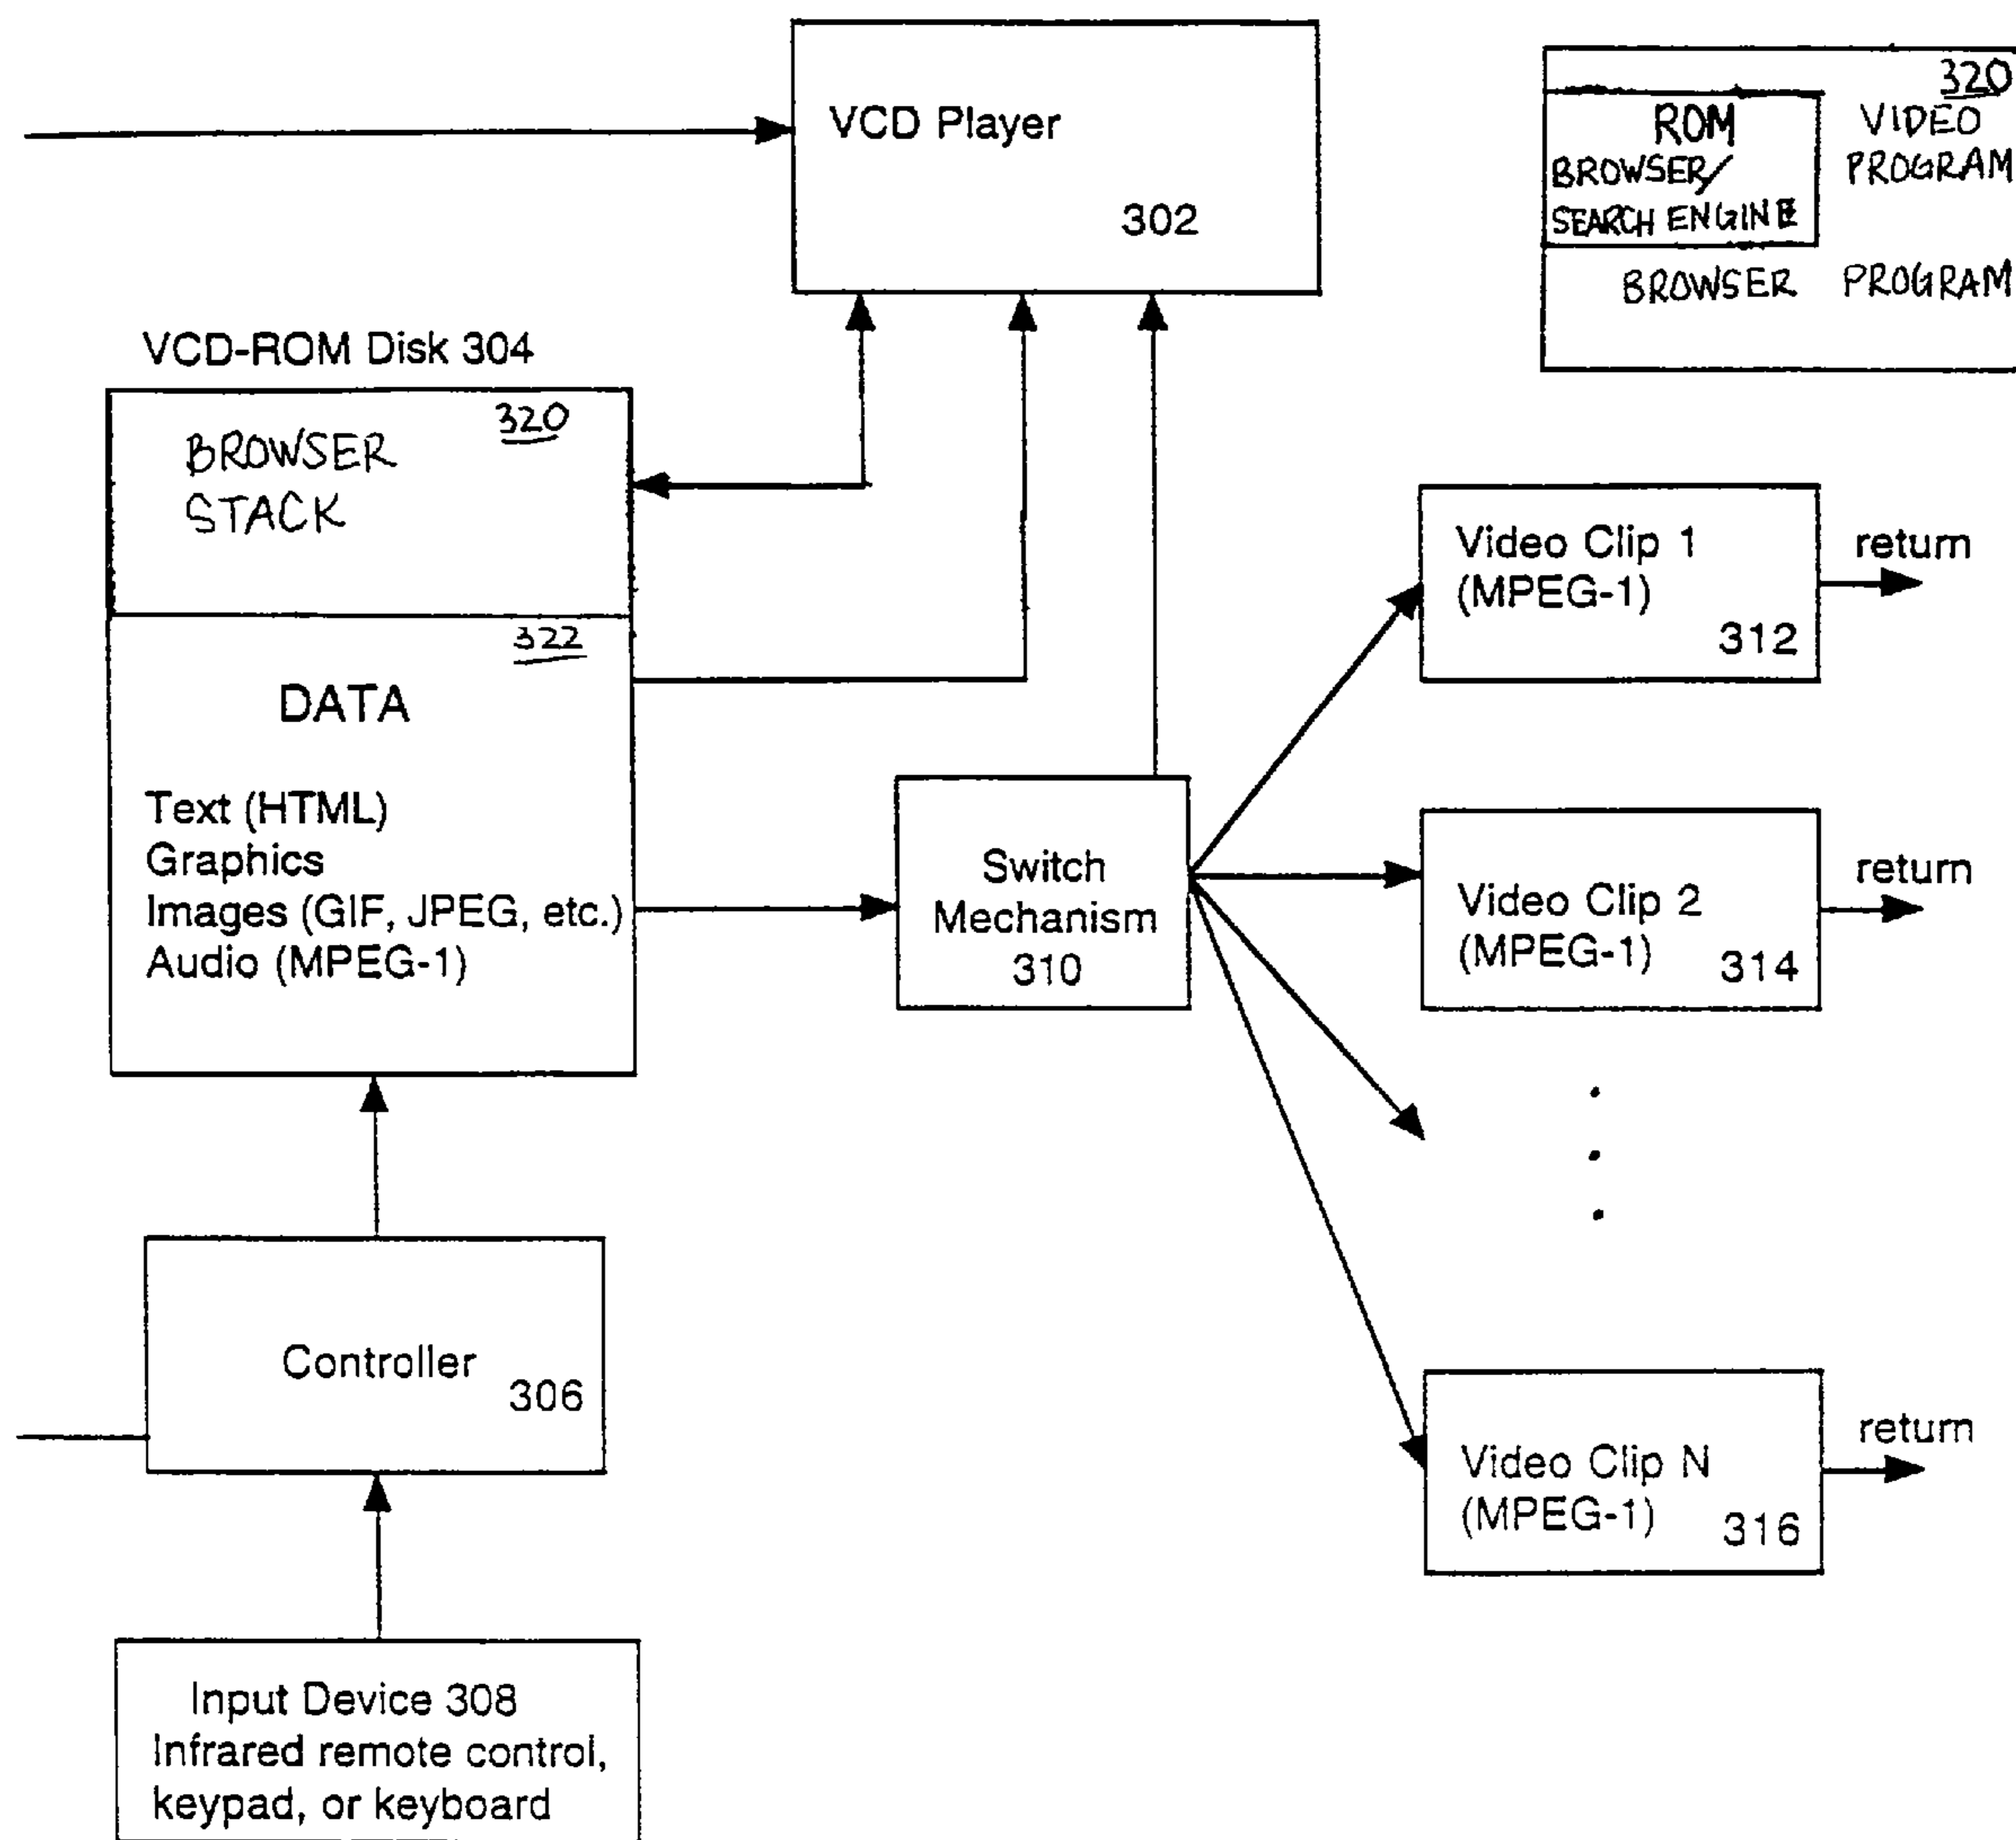 VCD Player
302
320
ROM
BROWSER/
SEARCH ENGINE
VIDEO
PROGRAM
BROWSER PROGRAM
VCD-ROM Disk 304
320
BROWSER
STACK
322
DATA
Text (HTML)
Graphics
Images (GIF, JPEG, etc.)
Audio (MPEG-1)
Switch
Mechanism
310
Video Clip 1
(MPEG-1)
312
return
Video Clip 2
(MPEG-1)
314
return
Video Clip N
(MPEG-1)
316
return
Controller
306
Input Device 308
Infrared remote control,
keypad, or keyboard